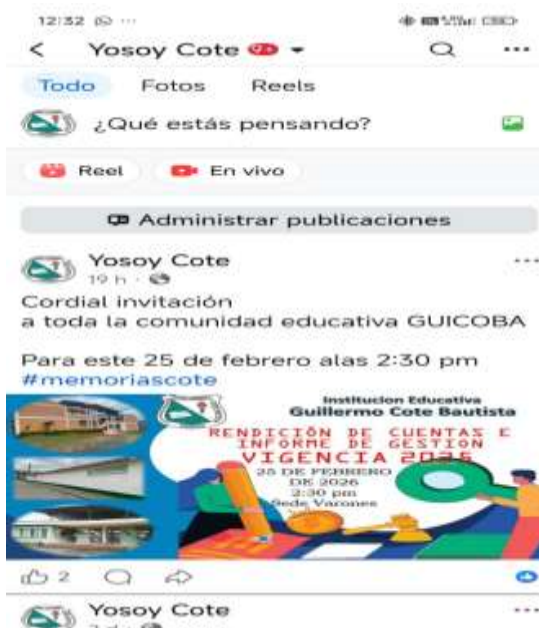 12:32
Yosoy Cote 9+
Todo Fotos Reels
¿Qué estás pensando?
Reel En vivo
Administrar publicaciones
Yosoy Cote
19 h ·
Cordial invitación
a toda la comunidad educativa GUICOBA
Para este 25 de febrero alas 2:30 pm
#memoriascote
Institucion Educativa
Guillermo Cote Bautista
RENDICIÓN DE CUENTAS E
INFORME DE GESTIÓN
VIGENCIA 2025
25 DE FEBRERO
DE 2026
2:30 pm
Sede Varones
2
Yosoy Cote